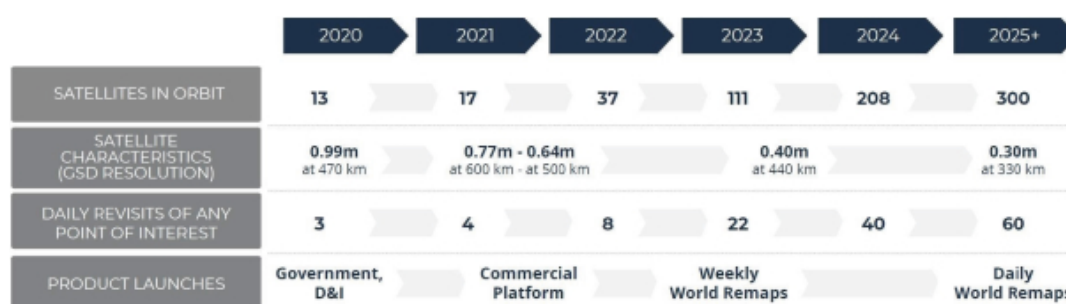 2020 2021 2022 2023 2024 2025+
SATELLITES IN ORBIT 13 17 37 111 208 300
SATELLITE
CHARACTERISTICS
(GSD RESOLUTION)
0.99m 0.77m - 0.64m 0.40m 0.30m
at 470 km at 600 km - at 500 km at 440 km at 330 km
DAILY REVISITS OF ANY
POINT OF INTEREST
3 4 8 22 40 60
PRODUCT LAUNCHES
Government, Commercial Weekly Daily
D&I Platform World Remaps World Remaps